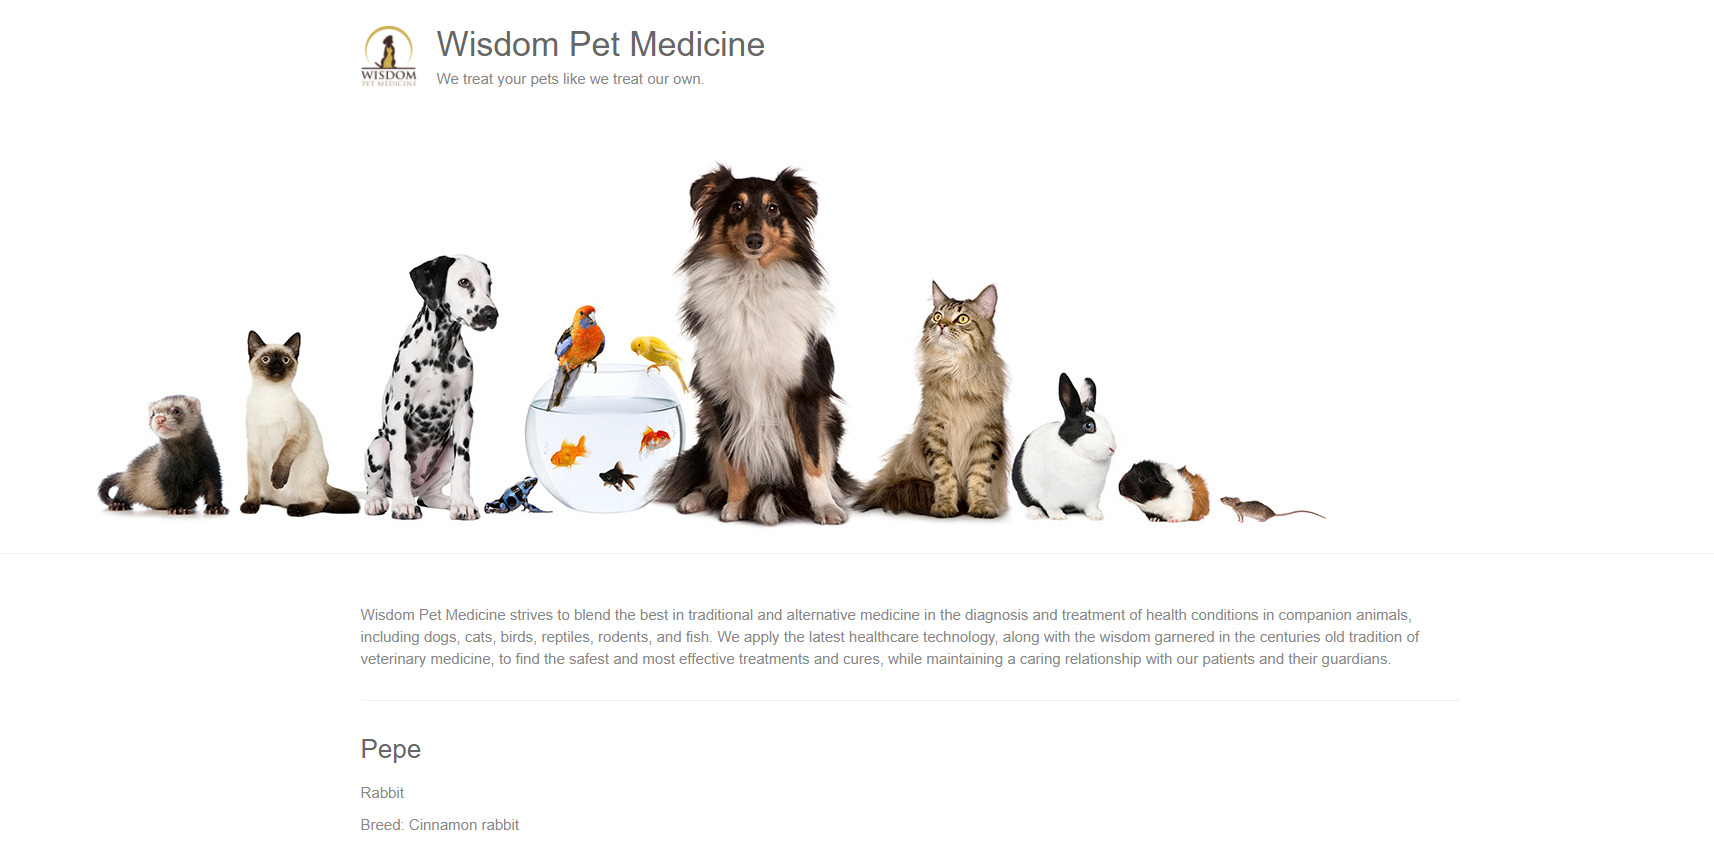 WISDOM
PET MEDICINE
Wisdom Pet Medicine
We treat your pets like we treat our own.
Wisdom Pet Medicine strives to blend the best in traditional and alternative medicine in the diagnosis and treatment of health conditions in companion animals,
including dogs, cats, birds, reptiles, rodents, and fish. We apply the latest healthcare technology, along with the wisdom garnered in the centuries old tradition of
veterinary medicine, to find the safest and most effective treatments and cures, while maintaining a caring relationship with our patients and their guardians.
Pepe
Rabbit
Breed: Cinnamon rabbit